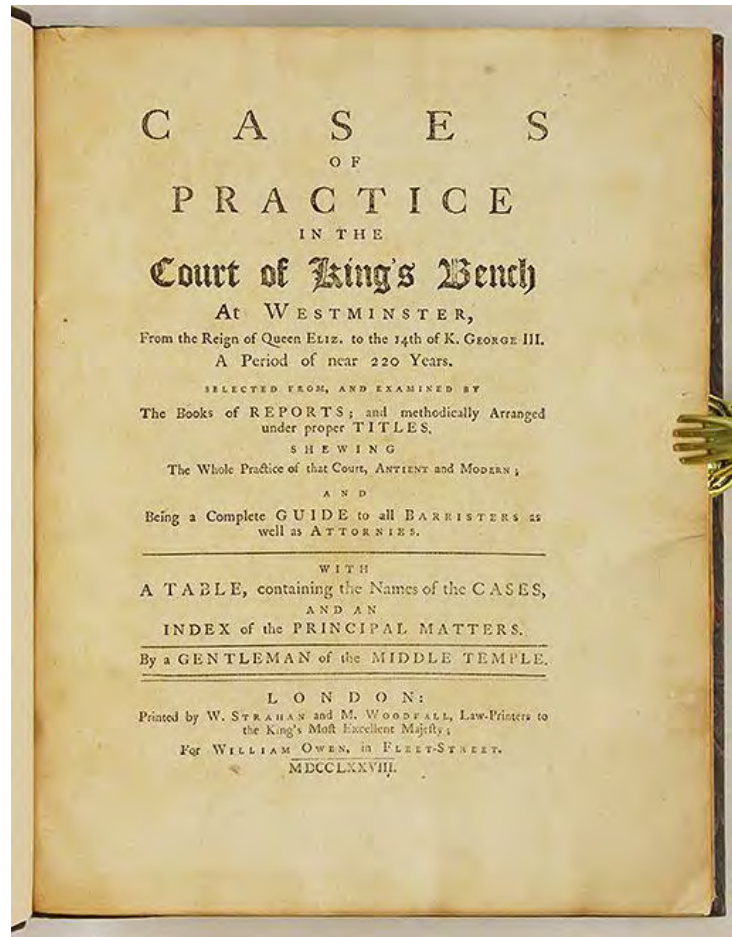 CASES
OF
PRACTICE
IN THE
Court of King's Bench
At WESTMINSTER,
From the Reign of Queen ELIZ. to the 14th of K. GEORGE III.
A Period of near 220 Years.
SELECTED FROM, AND EXAMINED BY
The Books of REPORTS; and methodically Arranged
under proper TITLES.
SHEWING
The Whole Practice of that Court, ANTIENT and MODERN;
AND
Being a Complete GUIDE to all BARRISTERS as
well as ATTORNIES.
WITH
A TABLE, containing the Names of the CASES,
AND AN
INDEX of the PRINCIPAL MATTERS.
By a GENTLEMAN of the MIDDLE TEMPLE.
LONDON:
Printed by W. STRAHAN and M. WOODFALL, Law-Printers to
the King's Moſt Excellent Majeſty;
For WILLIAM OWEN, in FLEET-STREET.
MDCCLXXVIII.